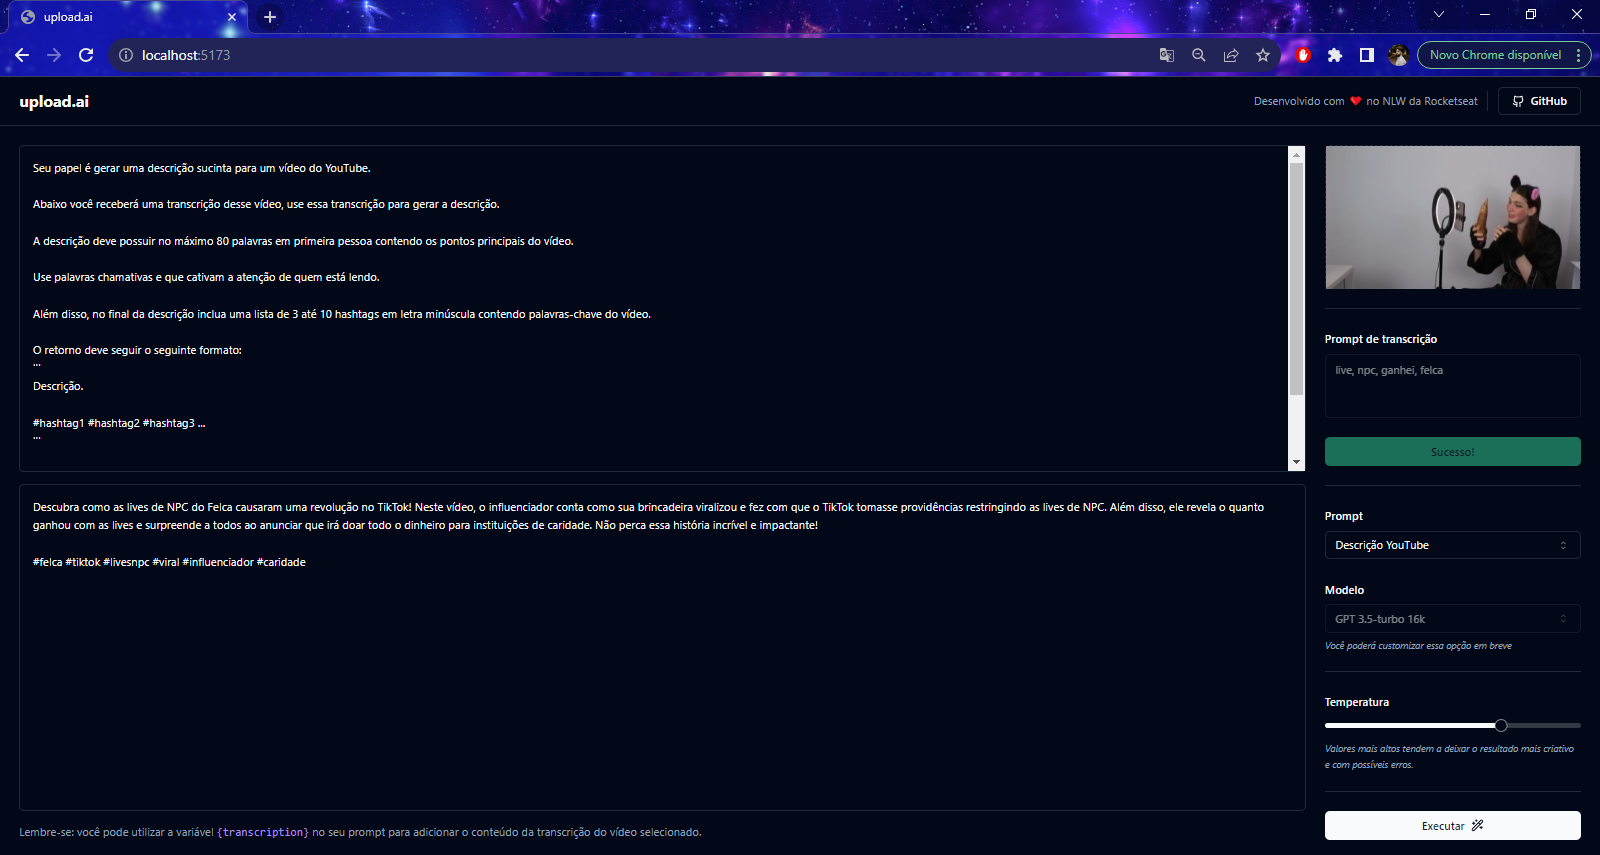 upload.ai
localhost:5173
Novo Chrome disponível
upload.ai
Desenvolvido com ❤ no NLW da Rocketseat
GitHub
Seu papel é gerar uma descrição sucinta para um vídeo do YouTube.
Abaixo você receberá uma transcrição desse vídeo, use essa transcrição para gerar a descrição.
A descrição deve possuir no máximo 80 palavras em primeira pessoa contendo os pontos principais do vídeo.
Use palavras chamativas e que cativam a atenção de quem está lendo.
Além disso, no final da descrição inclua uma lista de 3 até 10 hashtags em letra minúscula contendo palavras-chave do vídeo.
O retorno deve seguir o seguinte formato:
'''
Descrição.
#hashtag1 #hashtag2 #hashtag3 ...
'''
Descubra como as lives de NPC do Felca causaram uma revolução no TikTok! Neste vídeo, o influenciador conta como sua brincadeira viralizou e fez com que o TikTok tomasse providências restringindo as lives de NPC. Além disso, ele revela o quanto
ganhou com as lives e surpreende a todos ao anunciar que irá doar todo o dinheiro para instituições de caridade. Não perca essa história incrível e impactante!
#felca #tiktok #livesnpc #viral #influenciador #caridade
Lembre-se: você pode utilizar a variável {transcription} no seu prompt para adicionar o conteúdo da transcrição do vídeo selecionado.
Prompt de transcrição
live, npc, ganhei, felca
Sucesso!
Prompt
Descrição YouTube
Modelo
GPT 3.5-turbo 16k
Você poderá customizar essa opção em breve
Temperatura
Valores mais altos tendem a deixar o resultado mais criativo
e com possíveis erros.
Executar